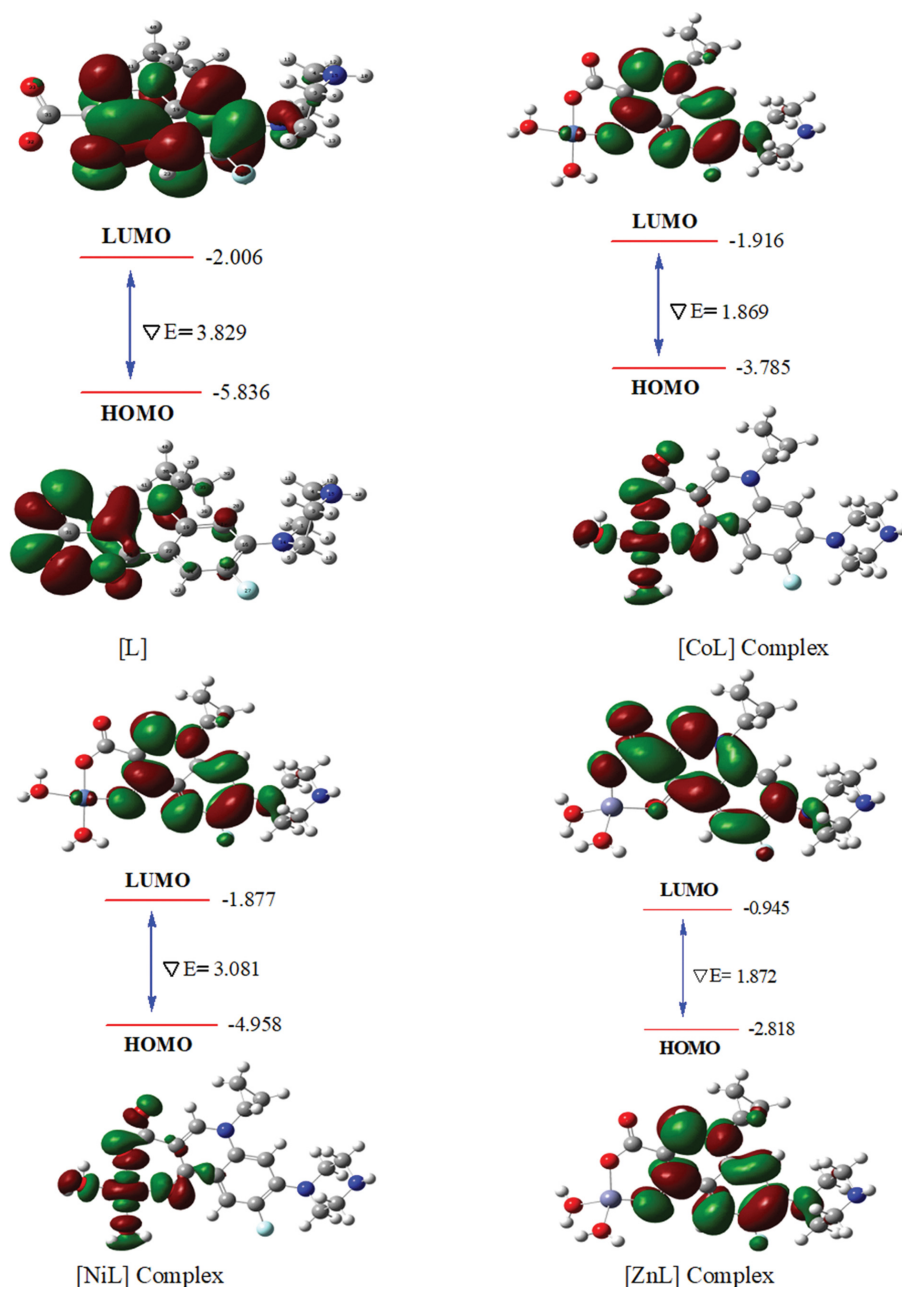 LUMO
-2.006
▽ E= 3.829
-5.836
HOMO
[L]
LUMO
-1.916
▽ E= 1.869
-3.785
HOMO
[CoL] Complex
LUMO
-1.877
▽ E= 3.081
-4.958
HOMO
[NiL] Complex
LUMO
-0.945
▽ E= 1.872
-2.818
HOMO
[ZnL] Complex